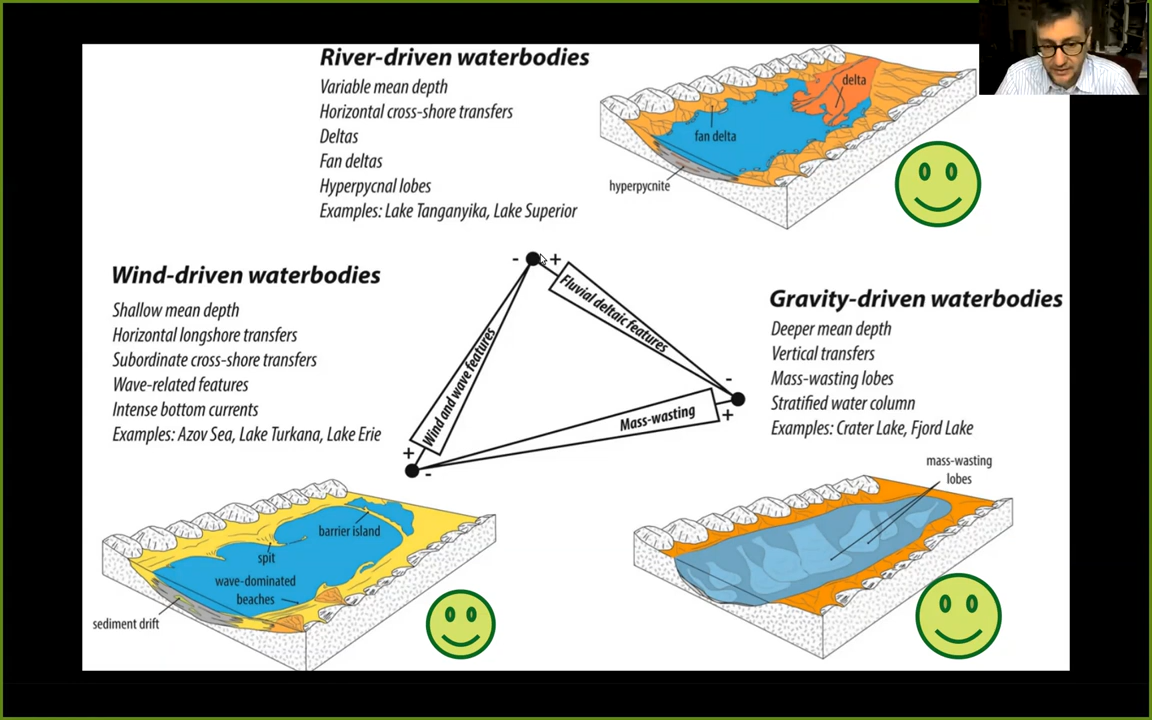 River-driven waterbodies
Variable mean depth
Horizontal cross-shore transfers
Deltas
Fan deltas
Hyperpycnal lobes
Examples: Lake Tanganyika, Lake Superior
delta
fan delta
hyperpycnite
- +
Fluvial deltaic features
Wind and wave features
Mass-wasting
-
+
+
-
Wind-driven waterbodies
Shallow mean depth
Horizontal longshore transfers
Subordinate cross-shore transfers
Wave-related features
Intense bottom currents
Examples: Azov Sea, Lake Turkana, Lake Erie
barrier island
spit
wave-dominated
beaches
sediment drift
Gravity-driven waterbodies
Deeper mean depth
Vertical transfers
Mass-wasting lobes
Stratified water column
Examples: Crater Lake, Fjord Lake
mass-wasting
lobes